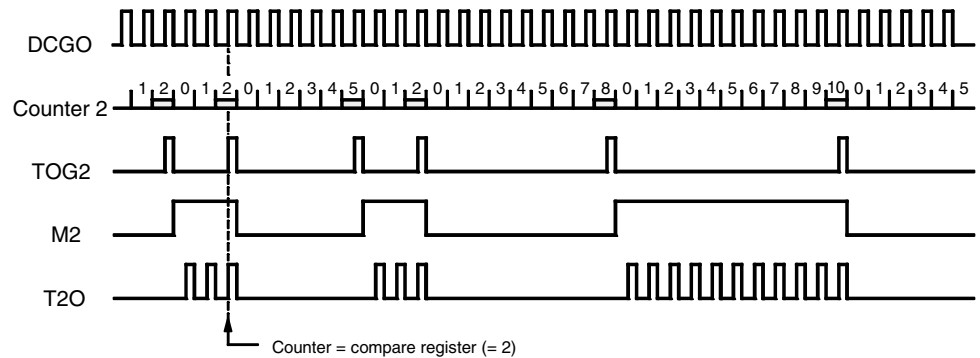 DCGO
1 2 0 1 2 0 1 2 3 4 5 0 1 2 0 1 2 3 4 5 6 7 8 0 1 2 3 4 5 6 7 8 9 10 0 1 2 3 4 5
Counter 2
TOG2
M2
T2O
Counter = compare register (= 2)